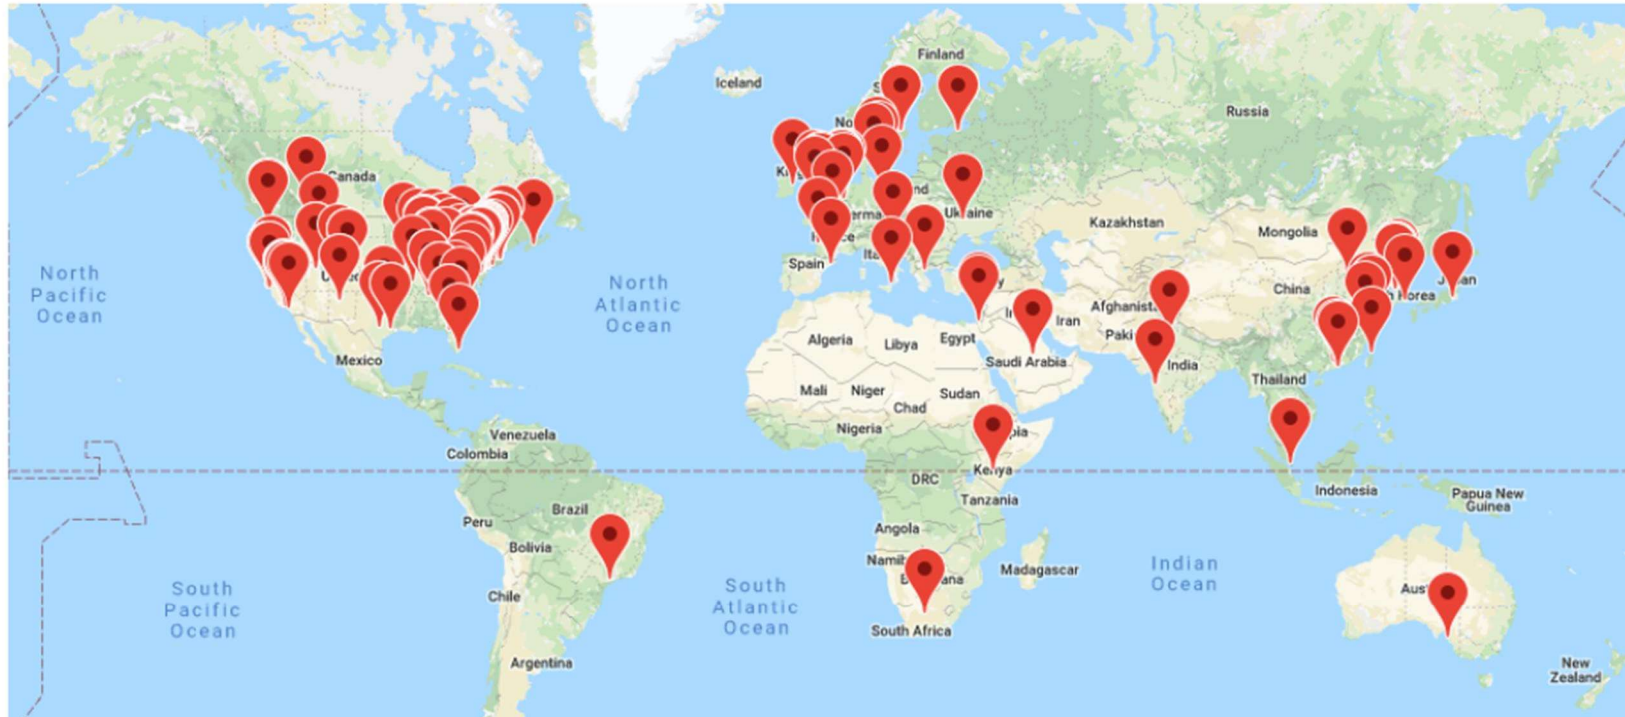 Finland
Iceland
Russia
Canada
Ukraine
Kazakhstan
Mongolia
Spain
North
Pacific
Ocean
North
Atlantic
Ocean
China
Iran
Mexico
Algeria
Libya
Egypt
Saudi Arabia
India
Thailand
Mali
Niger
Sudan
Chad
Nigeria
Venezuela
Colombia
Kenya
DRC
Tanzania
Indonesia
Papua New
Guinea
Peru
Brazil
Angola
Bolivia
Madagascar
Indian
Ocean
South
Pacific
Ocean
South
Atlantic
Ocean
Chile
South Africa
Argentina
New
Zealand